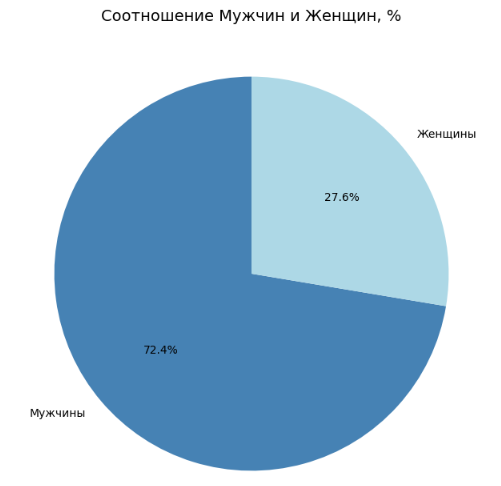 Соотношение Мужчин и Женщин, %
Женщины
27.6%
72.4%
Мужчины